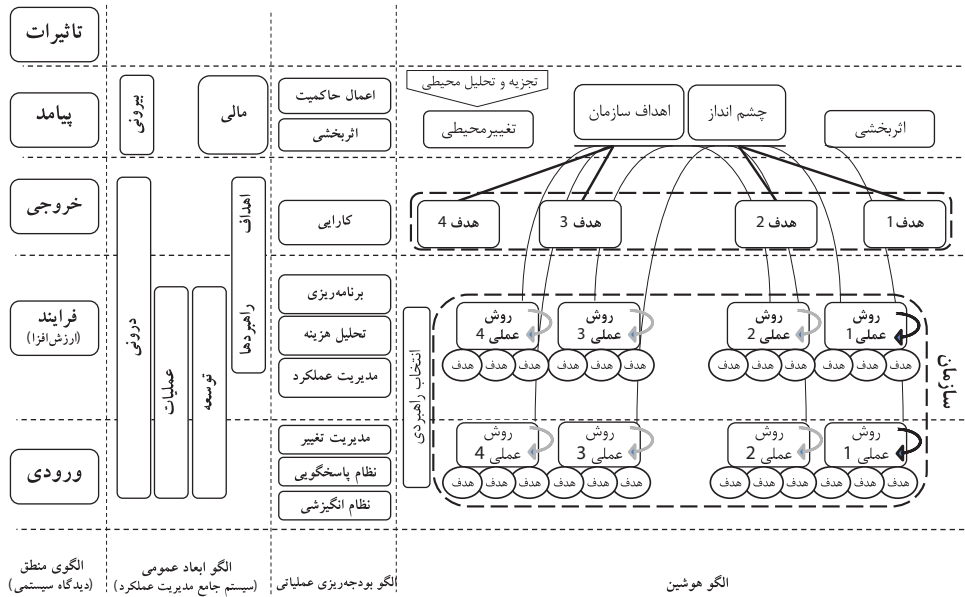 تاثیرات
پیامد
بیرونی
مالی
اعمال حاکمیت
اثربخشی
تجزیه و تحلیل محیطی
تغییرمحیطی
اهداف سازمان
چشم انداز
اثربخشی
خروجی
اهداف
کارایی
هدف 4
هدف 3
هدف 2
هدف 1
فرایند
(ارزش‌افزا)
درونی
عملیات
توسعه
راهبردها
برنامه‌ریزی
تحلیل هزینه
مدیریت عملکرد
انتخاب راهبردی
روش
عملی 4
روش
عملی 3
روش
عملی 2
روش
عملی 1
هدف هدف هدف هدف هدف هدف
هدف هدف هدف هدف هدف هدف
سازمان
ورودی
مدیریت تغییر
نظام پاسخگویی
نظام انگیزشی
روش
عملی 4
روش
عملی 3
روش
عملی 2
روش
عملی 1
هدف هدف هدف هدف هدف هدف
هدف هدف هدف هدف هدف هدف
الگوی منطق
(دیدگاه سیستمی)
الگو ابعاد عمومی
(سیستم جامع مدیریت عملکرد)
الگو بودجه‌ریزی عملیاتی
الگو هوشین